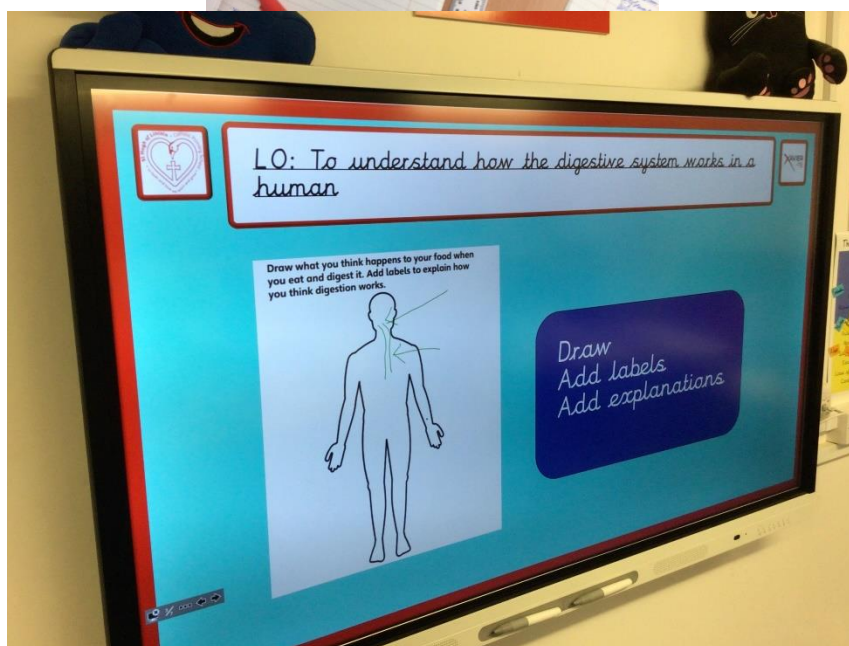 LO: To understand how the digestive system works in a
human
Draw what you think happens to your food when
you eat and digest it. Add labels to explain how
you think digestion works.
Draw
Add labels
Add explanations